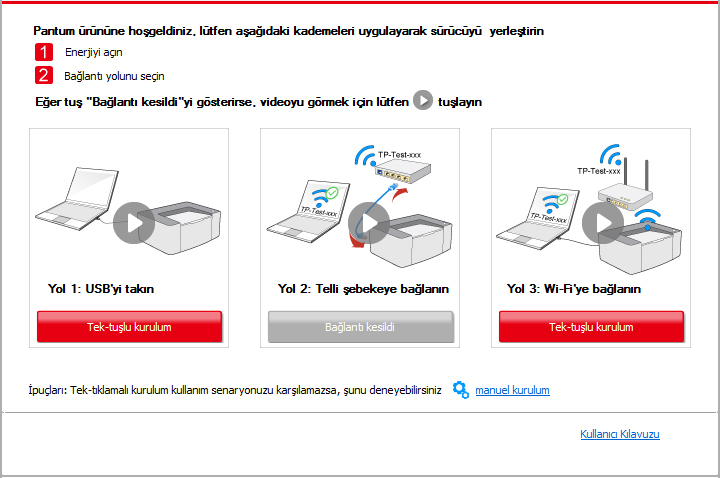 Pantum ürününe hoşgeldiniz, lütfen aşağıdaki kademeleri uygulayarak sürücüyü yerleştirin
1 Enerjiyi açın
2 Bağlantı yolunu seçin
Eğer tuş "Bağlantı kesildi"yi gösterirse, videoyu görmek için lütfen tuşlayın
TP-Test-xxx
TP-Test-xxx
TP-Test-xxx
TP-Test-xxx
Yol 1: USB'yi takın
Yol 2: Telli şebekeye bağlanın
Yol 3: Wi-Fi'ye bağlanın
Tek-tuşlu kurulum
Bağlantı kesildi
Tek-tuşlu kurulum
İpuçları: Tek-tıklamalı kurulum kullanım senaryonuzu karşılamazsa, şunu deneyebilirsiniz manuel kurulum
Kullanıcı Kılavuzu